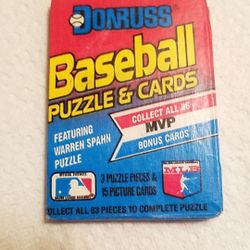 DONRUSS
Baseball
PUZZLE & CARDS
COLLECT ALL 26
MVP
BONUS CARDS
FEATURING
WARREN SPAHN
PUZZLE
3 PUZZLE PIECES &
15 PICTURE CARDS
COLLECT ALL 63 PIECES TO COMPLETE PUZZLE